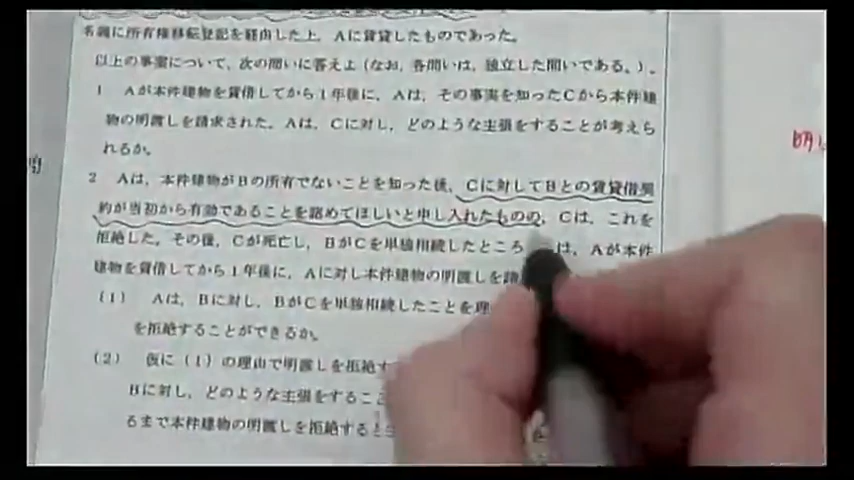 名義に所有権移転登記を経由した上，Aに賃貸したものであった。
以上の事案について，次の問いに答えよ（なお，各問いは，独立した問いである。）。
1 Aが本件建物を賃借してから1年後に，Aは，その事実を知ったCから本件建
物の明渡しを請求された。Aは，Cに対し，どのような主張をすることが考えら
れるか。
2 Aは，本件建物がBの所有でないことを知った後，Cに対してBとの賃貸借契
約が当初から有効であることを認めてほしいと申し入れたものの，Cは，これを
拒絶した。その後，Cが死亡し，BがCを単独相続したところ は，Aが本件
建物を賃借してから1年後に，Aに対し本件建物の明渡しを
(1) Aは，Bに対し，BがCを単独相続したことを理
を拒絶することができるか。
(2) 仮に(1)の理由で明渡しを拒絶す
Bに対し，どのような主張をするこ
るまで本件建物の明渡しを拒絶すると